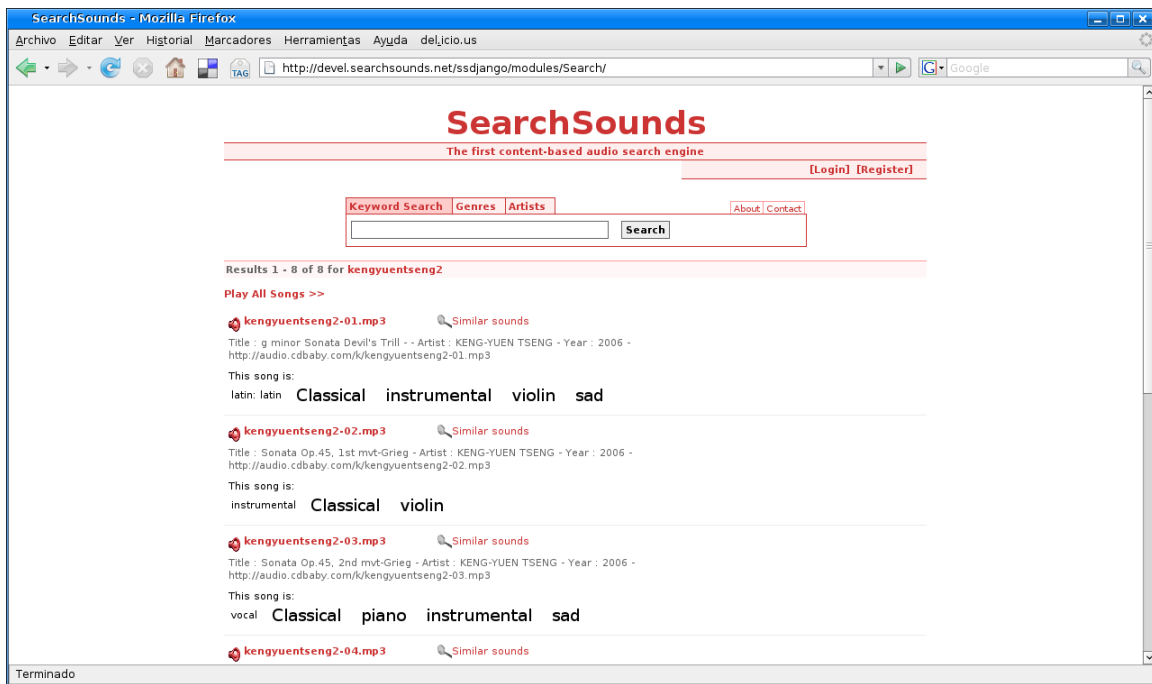 SearchSounds - Mozilla Firefox
Archivo Editar Ver Historial Marcadores Herramientas Ayuda del.icio.us
TAG http://devel.searchsounds.net/ssdjango/modules/Search/ G Google
SearchSounds
The first content-based audio search engine
[Login] [Register]
Keyword Search Genres Artists About Contact
Search
Results 1 - 8 of 8 for kengyuentseng2
Play All Songs >>
kengyuentseng2-01.mp3 Similar sounds
Title : g minor Sonata Devil's Trill - - Artist : KENG-YUEN TSENG - Year : 2006 -
http://audio.cdbaby.com/k/kengyuentseng2-01.mp3
This song is:
latin: latin Classical instrumental violin sad
kengyuentseng2-02.mp3 Similar sounds
Title : Sonata Op.45, 1st mvt-Grieg - Artist : KENG-YUEN TSENG - Year : 2006 -
http://audio.cdbaby.com/k/kengyuentseng2-02.mp3
This song is:
instrumental Classical violin
kengyuentseng2-03.mp3 Similar sounds
Title : Sonata Op.45, 2nd mvt-Grieg - Artist : KENG-YUEN TSENG - Year : 2006 -
http://audio.cdbaby.com/k/kengyuentseng2-03.mp3
This song is:
vocal Classical piano instrumental sad
kengyuentseng2-04.mp3 Similar sounds
Terminado